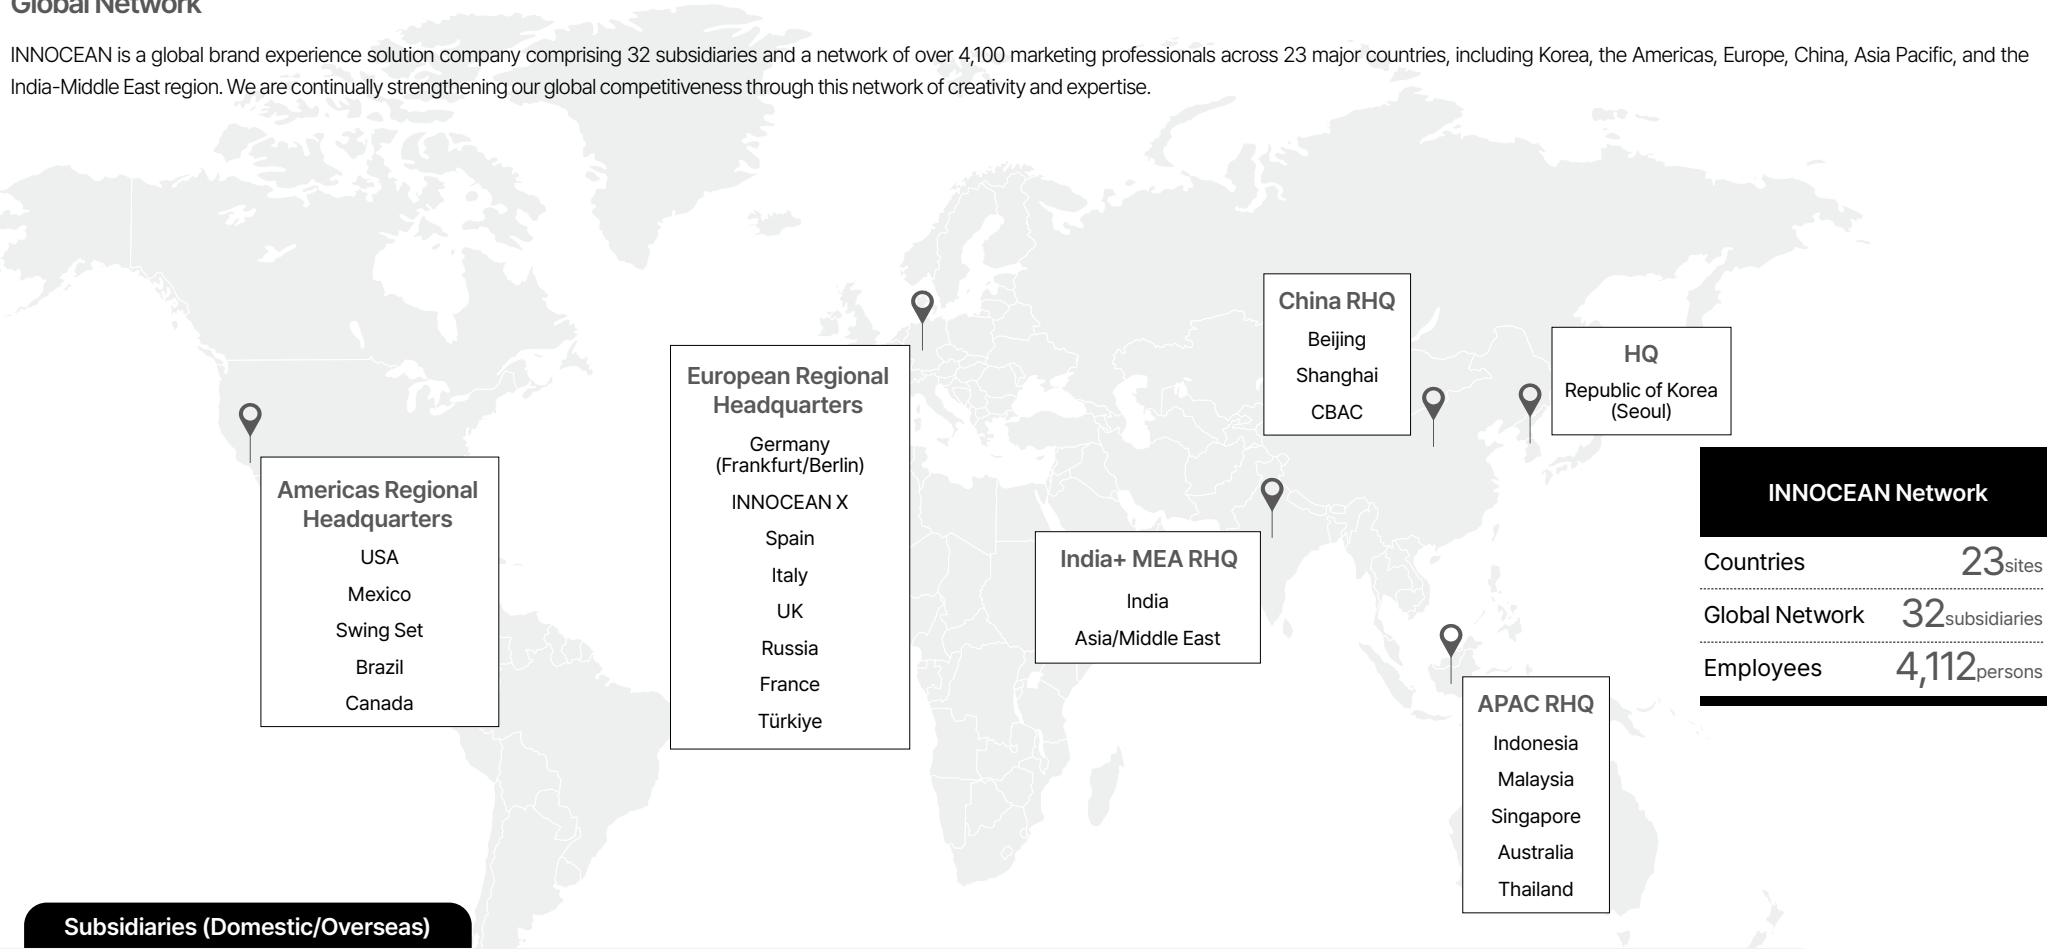 Global Network
INNOCEAN is a global brand experience solution company comprising 32 subsidiaries and a network of over 4,100 marketing professionals across 23 major countries, including Korea, the Americas, Europe, China, Asia Pacific, and the
India-Middle East region. We are continually strengthening our global competitiveness through this network of creativity and expertise.
Americas Regional
Headquarters
USA
Mexico
Swing Set
Brazil
Canada
European Regional
Headquarters
Germany
(Frankfurt/Berlin)
INNOCEAN X
Spain
Italy
UK
Russia
France
Türkiye
India+ MEA RHQ
India
Asia/Middle East
China RHQ
Beijing
Shanghai
CBAC
HQ
Republic of Korea
(Seoul)
APAC RHQ
Indonesia
Malaysia
Singapore
Australia
Thailand
INNOCEAN Network
Countries 23sites
Global Network 32subsidiaries
Employees 4,112persons
Subsidiaries (Domestic/Overseas)